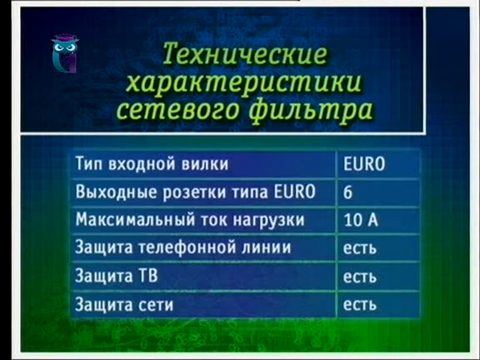 Технические
характеристики
сетевого фильтра
Тип входной вилки EURO
Выходные розетки типа EURO 6
Максимальный ток нагрузки 10 А
Защита телефонной линии есть
Защита ТВ есть
Защита сети есть